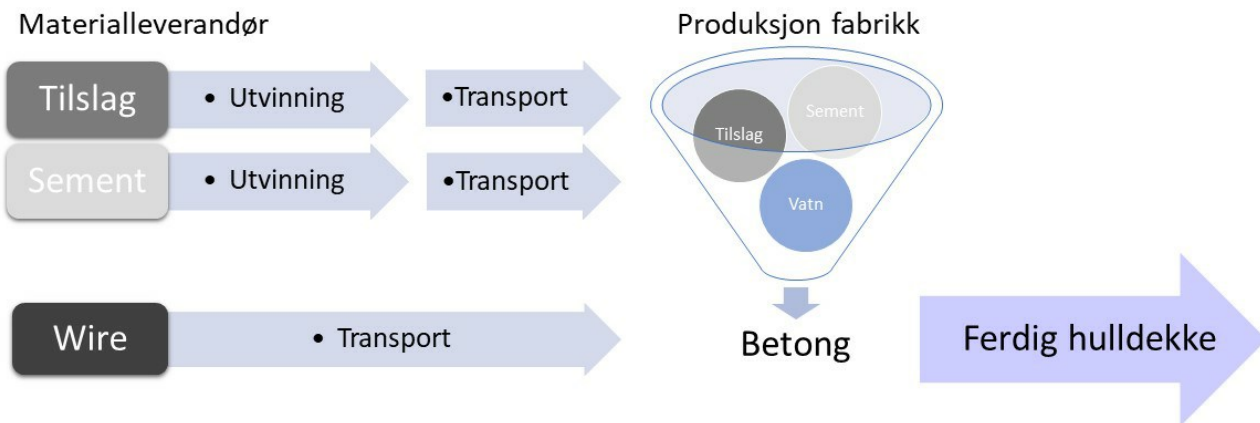 Materialleverandør
Produksjon fabrikk
Tilslag
• Utvinning
•Transport
Sement
• Utvinning
•Transport
Sement
Tilslag
Vatn
Wire
• Transport
Betong
Ferdig hulldekke